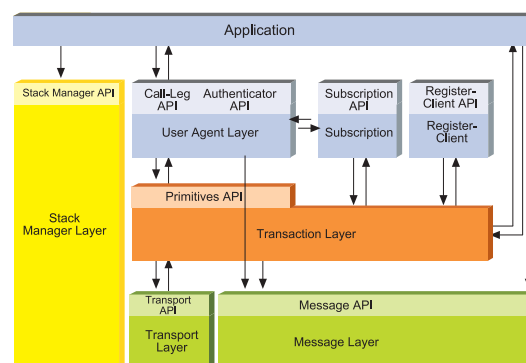 Application
Stack Manager API
Call-Leg
API
Authenticator
API
Subscription
API
Register-
Client API
User Agent Layer
Subscription
Register-
Client
Primitives API
Stack
Manager Layer
Transaction Layer
Transport
API
Message API
Transport
Layer
Message Layer